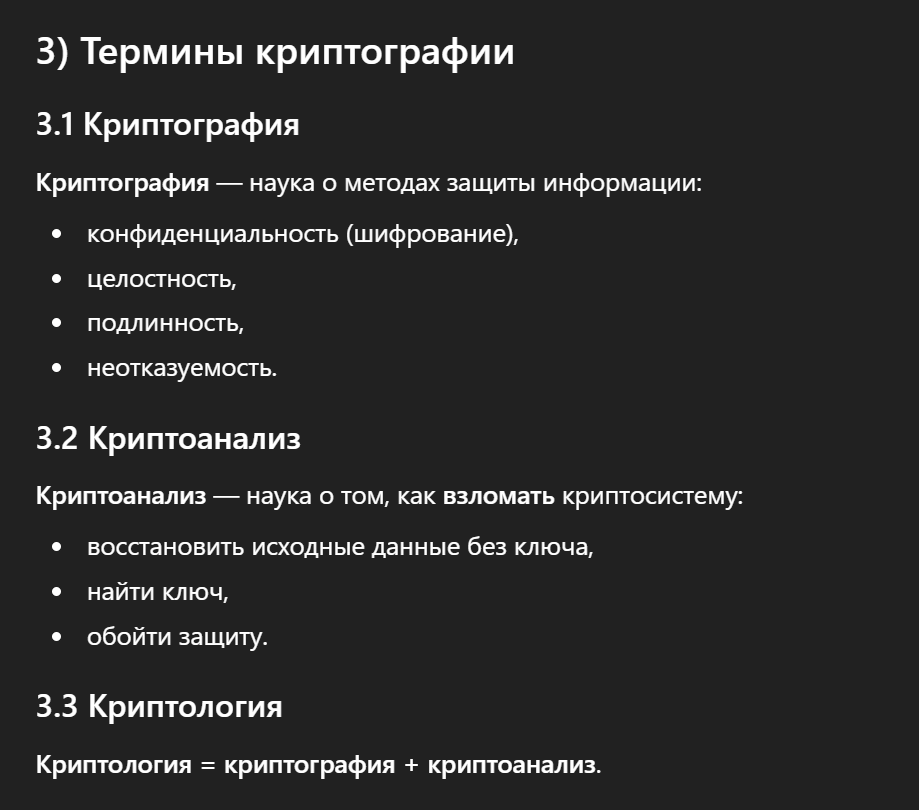 3) Термины криптографии
3.1 Криптография
Криптография — наука о методах защиты информации:
• конфиденциальность (шифрование),
• целостность,
• подлинность,
• неотказуемость.
3.2 Криптоанализ
Криптоанализ — наука о том, как взломать криптосистему:
• восстановить исходные данные без ключа,
• найти ключ,
• обойти защиту.
3.3 Криптология
Криптология = криптография + криптоанализ.